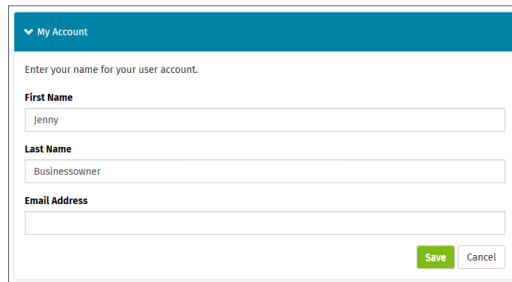 My Account
Enter your name for your user account.
First Name
Jenny
Last Name
Businessowner
Email Address
Save Cancel